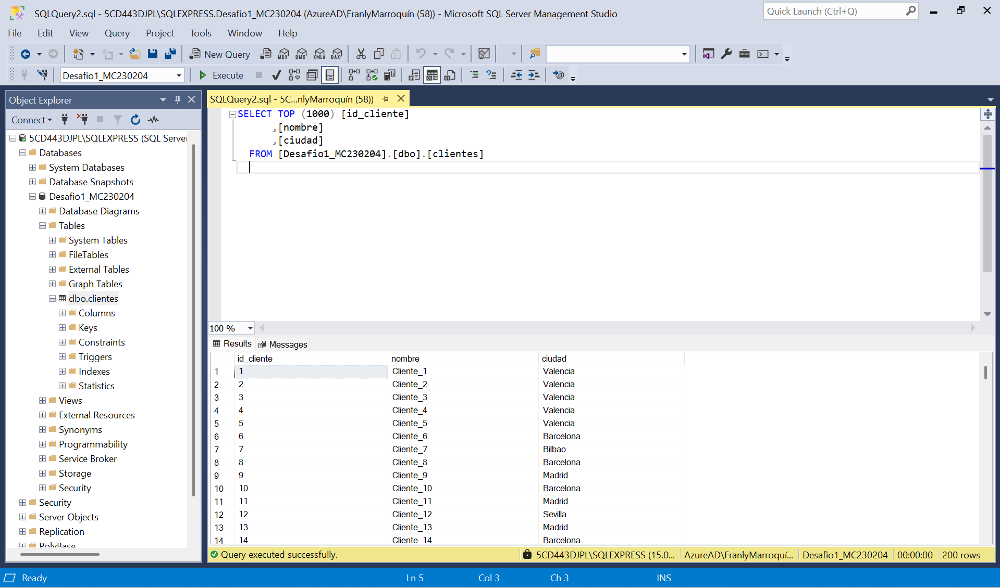 SQLQuery2.sql - 5CD443DJPL\SQLEXPRESS.Desafio1_MC230204 (AzureAD\FranlyMarroquín (58)) - Microsoft SQL Server Management Studio
Quick Launch (Ctrl+Q)
File Edit View Query Project Tools Window Help
New Query MDX DMX XMLA DAX
Desafio1_MC230204 Execute
Object Explorer
Connect
5CD443DJPL\SQLEXPRESS (SQL Server
Databases
System Databases
Database Snapshots
Desafio1_MC230204
Database Diagrams
Tables
System Tables
FileTables
External Tables
Graph Tables
dbo.clientes
Columns
Keys
Constraints
Triggers
Indexes
Statistics
Views
External Resources
Synonyms
Programmability
Service Broker
Storage
Security
Security
Server Objects
Replication
PolyBase
SQLQuery2.sql - 5C...nlyMarroquín (58))
SELECT TOP (1000) [id_cliente]
,[nombre]
,[ciudad]
FROM [Desafio1_MC230204].[dbo].[clientes]
100 %
Results Messages
id_cliente nombre ciudad
1 1 Cliente_1 Valencia
2 2 Cliente_2 Valencia
3 3 Cliente_3 Valencia
4 4 Cliente_4 Valencia
5 5 Cliente_5 Valencia
6 6 Cliente_6 Barcelona
7 7 Cliente_7 Bilbao
8 8 Cliente_8 Barcelona
9 9 Cliente_9 Madrid
10 10 Cliente_10 Barcelona
11 11 Cliente_11 Madrid
12 12 Cliente_12 Sevilla
13 13 Cliente_13 Madrid
14 14 Cliente_14 Barcelona
Query executed successfully. 5CD443DJPL\SQLEXPRESS (15.0... AzureAD\FranlyMarroquí... Desafio1_MC230204 00:00:00 200 rows
Ready Ln 5 Col 3 Ch 3 INS